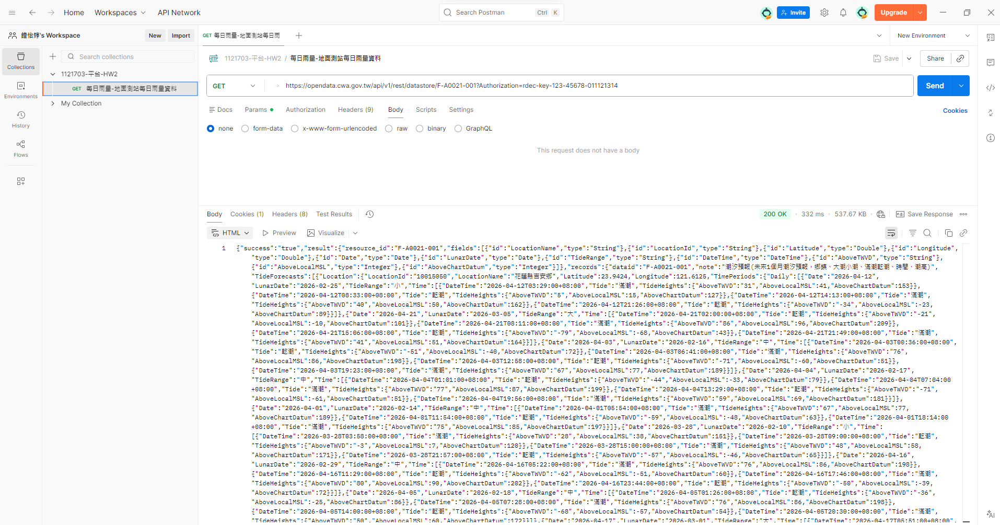 Home
Workspaces
API Network
Search Postman
Ctrl
K
Invite
Upgrade
鐘怡婷's Workspace
New
Import
GET 每日雨量-地面測站每日雨
New Environment
Collections
Search collections
1121703-平台-HW2
GET 每日雨量-地面測站每日雨量資料
My Collection
Environments
History
Flows
HTTP
1121703-平台-HW2 / 每日雨量-地面測站每日雨量資料
Save
Share
GET
https://opendata.cwa.gov.tw/api/v1/rest/datastore/F-A0021-001?Authorization=rdec-key-123-45678-011121314
Send
Docs
Params
Authorization
Headers (9)
Body
Scripts
Settings
Cookies
none
form-data
x-www-form-urlencoded
raw
binary
GraphQL
This request does not have a body
Body
Cookies (1)
Headers (8)
Test Results
200 OK
332 ms
537.67 KB
e.g.
Save Response
HTML
Preview
Visualize
1
{"success":"true","result":{"resource_id":"F-A0021-001","fields":[{"id":"LocationName","type":"String"},{"id":"LocationId","type":"String"},{"id":"Latitude","type":"Double"},{"id":"Longitude",
"type":"Double"},{"id":"Date","type":"Date"},{"id":"LunarDate","type":"Date"},{"id":"TideRange","type":"String"},{"id":"DateTime","type":"DateTime"},{"id":"AboveTWVD","type":"String"},
{"id":"AboveLocalMSL","type":"Integer"},{"id":"AboveChartDatum","type":"Integer"}]},"records":{"dataid":"F-A0021-001","note":"潮汐預報(未來1個月潮汐預報，鄉鎮、大潮小潮、滿潮乾潮、時間、潮高)",
"TideForecasts":[{"Location":{"LocationId":"10015050","LocationName":"花蓮縣吉安鄉","Latitude":23.9424,"Longitude":121.6125,"TimePeriods":{"Daily":[{"Date":"2026-04-12",
"LunarDate":"2026-02-25","TideRange":"小","Time":[{"DateTime":"2026-04-12T03:29:00+08:00","Tide":"滿潮","TideHeights":{"AboveTWVD":"31","AboveLocalMSL":41,"AboveChartDatum":153}},
{"DateTime":"2026-04-12T08:33:00+08:00","Tide":"乾潮","TideHeights":{"AboveTWVD":"5","AboveLocalMSL":15,"AboveChartDatum":127}},{"DateTime":"2026-04-12T14:13:00+08:00","Tide":"滿潮",
"TideHeights":{"AboveTWVD":"40","AboveLocalMSL":50,"AboveChartDatum":162}},{"DateTime":"2026-04-12T21:26:00+08:00","Tide":"乾潮","TideHeights":{"AboveTWVD":"-34","AboveLocalMSL":-23,
"AboveChartDatum":89}}]},{"Date":"2026-04-21","LunarDate":"2026-03-05","TideRange":"大","Time":[{"DateTime":"2026-04-21T02:00:00+08:00","Tide":"乾潮","TideHeights":{"AboveTWVD":"-21",
"AboveLocalMSL":-10,"AboveChartDatum":101}},{"DateTime":"2026-04-21T08:11:00+08:00","Tide":"滿潮","TideHeights":{"AboveTWVD":"86","AboveLocalMSL":96,"AboveChartDatum":209}},
{"DateTime":"2026-04-21T15:06:00+08:00","Tide":"乾潮","TideHeights":{"AboveTWVD":"-79","AboveLocalMSL":-68,"AboveChartDatum":43}},{"DateTime":"2026-04-21T21:49:00+08:00","Tide":"滿潮",
"TideHeights":{"AboveTWVD":"41","AboveLocalMSL":51,"AboveChartDatum":164}}]},{"Date":"2026-04-03","LunarDate":"2026-02-16","TideRange":"中","Time":[{"DateTime":"2026-04-03T00:36:00+08:00",
"Tide":"乾潮","TideHeights":{"AboveTWVD":"-51","AboveLocalMSL":-40,"AboveChartDatum":72}},{"DateTime":"2026-04-03T06:41:00+08:00","Tide":"滿潮","TideHeights":{"AboveTWVD":"76",
"AboveLocalMSL":86,"AboveChartDatum":198}},{"DateTime":"2026-04-03T12:58:00+08:00","Tide":"乾潮","TideHeights":{"AboveTWVD":"-71","AboveLocalMSL":-60,"AboveChartDatum":51}},
{"DateTime":"2026-04-03T19:23:00+08:00","Tide":"滿潮","TideHeights":{"AboveTWVD":"67","AboveLocalMSL":77,"AboveChartDatum":189}}]},{"Date":"2026-04-04","LunarDate":"2026-02-17",
"TideRange":"中","Time":[{"DateTime":"2026-04-04T01:01:00+08:00","Tide":"乾潮","TideHeights":{"AboveTWVD":"-44","AboveLocalMSL":-33,"AboveChartDatum":79}},{"DateTime":"2026-04-04T07:04:00
+08:00","Tide":"滿潮","TideHeights":{"AboveTWVD":"77","AboveLocalMSL":87,"AboveChartDatum":199}},{"DateTime":"2026-04-04T13:29:00+08:00","Tide":"乾潮","TideHeights":{"AboveTWVD":"-71",
"AboveLocalMSL":-61,"AboveChartDatum":51}},{"DateTime":"2026-04-04T19:56:00+08:00","Tide":"滿潮","TideHeights":{"AboveTWVD":"59","AboveLocalMSL":69,"AboveChartDatum":181}}]},
{"Date":"2026-04-01","LunarDate":"2026-02-14","TideRange":"中","Time":[{"DateTime":"2026-04-01T05:54:00+08:00","Tide":"滿潮","TideHeights":{"AboveTWVD":"67","AboveLocalMSL":77,
"AboveChartDatum":189}},{"DateTime":"2026-04-01T11:54:00+08:00","Tide":"乾潮","TideHeights":{"AboveTWVD":"-59","AboveLocalMSL":-48,"AboveChartDatum":63}},{"DateTime":"2026-04-01T18:14:00
+08:00","Tide":"滿潮","TideHeights":{"AboveTWVD":"75","AboveLocalMSL":85,"AboveChartDatum":197}}]},{"Date":"2026-03-28","LunarDate":"2026-02-10","TideRange":"小","Time":
[{"DateTime":"2026-03-28T03:58:00+08:00","Tide":"滿潮","TideHeights":{"AboveTWVD":"28","AboveLocalMSL":38,"AboveChartDatum":151}},{"DateTime":"2026-03-28T09:00:00+08:00","Tide":"乾潮",
"TideHeights":{"AboveTWVD":"-3","AboveLocalMSL":7,"AboveChartDatum":120}},{"DateTime":"2026-03-28T15:00:00+08:00","Tide":"滿潮","TideHeights":{"AboveTWVD":"48","AboveLocalMSL":58,
"AboveChartDatum":171}},{"DateTime":"2026-03-28T21:57:00+08:00","Tide":"乾潮","TideHeights":{"AboveTWVD":"-57","AboveLocalMSL":-46,"AboveChartDatum":65}}]},{"Date":"2026-04-16",
"LunarDate":"2026-02-29","TideRange":"中","Time":[{"DateTime":"2026-04-16T05:22:00+08:00","Tide":"滿潮","TideHeights":{"AboveTWVD":"76","AboveLocalMSL":86,"AboveChartDatum":198}},
{"DateTime":"2026-04-16T11:29:00+08:00","Tide":"乾潮","TideHeights":{"AboveTWVD":"-62","AboveLocalMSL":-51,"AboveChartDatum":60}},{"DateTime":"2026-04-16T17:46:00+08:00","Tide":"滿潮",
"TideHeights":{"AboveTWVD":"80","AboveLocalMSL":90,"AboveChartDatum":202}},{"DateTime":"2026-04-16T23:44:00+08:00","Tide":"乾潮","TideHeights":{"AboveTWVD":"-50","AboveLocalMSL":-39,
"AboveChartDatum":72}}]},{"Date":"2026-04-05","LunarDate":"2026-02-18","TideRange":"中","Time":[{"DateTime":"2026-04-05T01:26:00+08:00","Tide":"乾潮","TideHeights":{"AboveTWVD":"-36",
"AboveLocalMSL":-25,"AboveChartDatum":86}},{"DateTime":"2026-04-05T07:28:00+08:00","Tide":"滿潮","TideHeights":{"AboveTWVD":"76","AboveLocalMSL":86,"AboveChartDatum":198}},
{"DateTime":"2026-04-05T14:00:00+08:00","Tide":"乾潮","TideHeights":{"AboveTWVD":"-68","AboveLocalMSL":-57,"AboveChartDatum":54}},{"DateTime":"2026-04-05T20:30:00+08:00","Tide":"滿潮",
"TideHeights":{"AboveTWVD":"50","AboveLocalMSL":60,"AboveChartDatum":172}}]},{"Date":"2026-04-17","LunarDate":"2026-03-01","TideRange":"大","Time":[{"DateTime":"2026-04-17T05:51:00+08:00",
AI